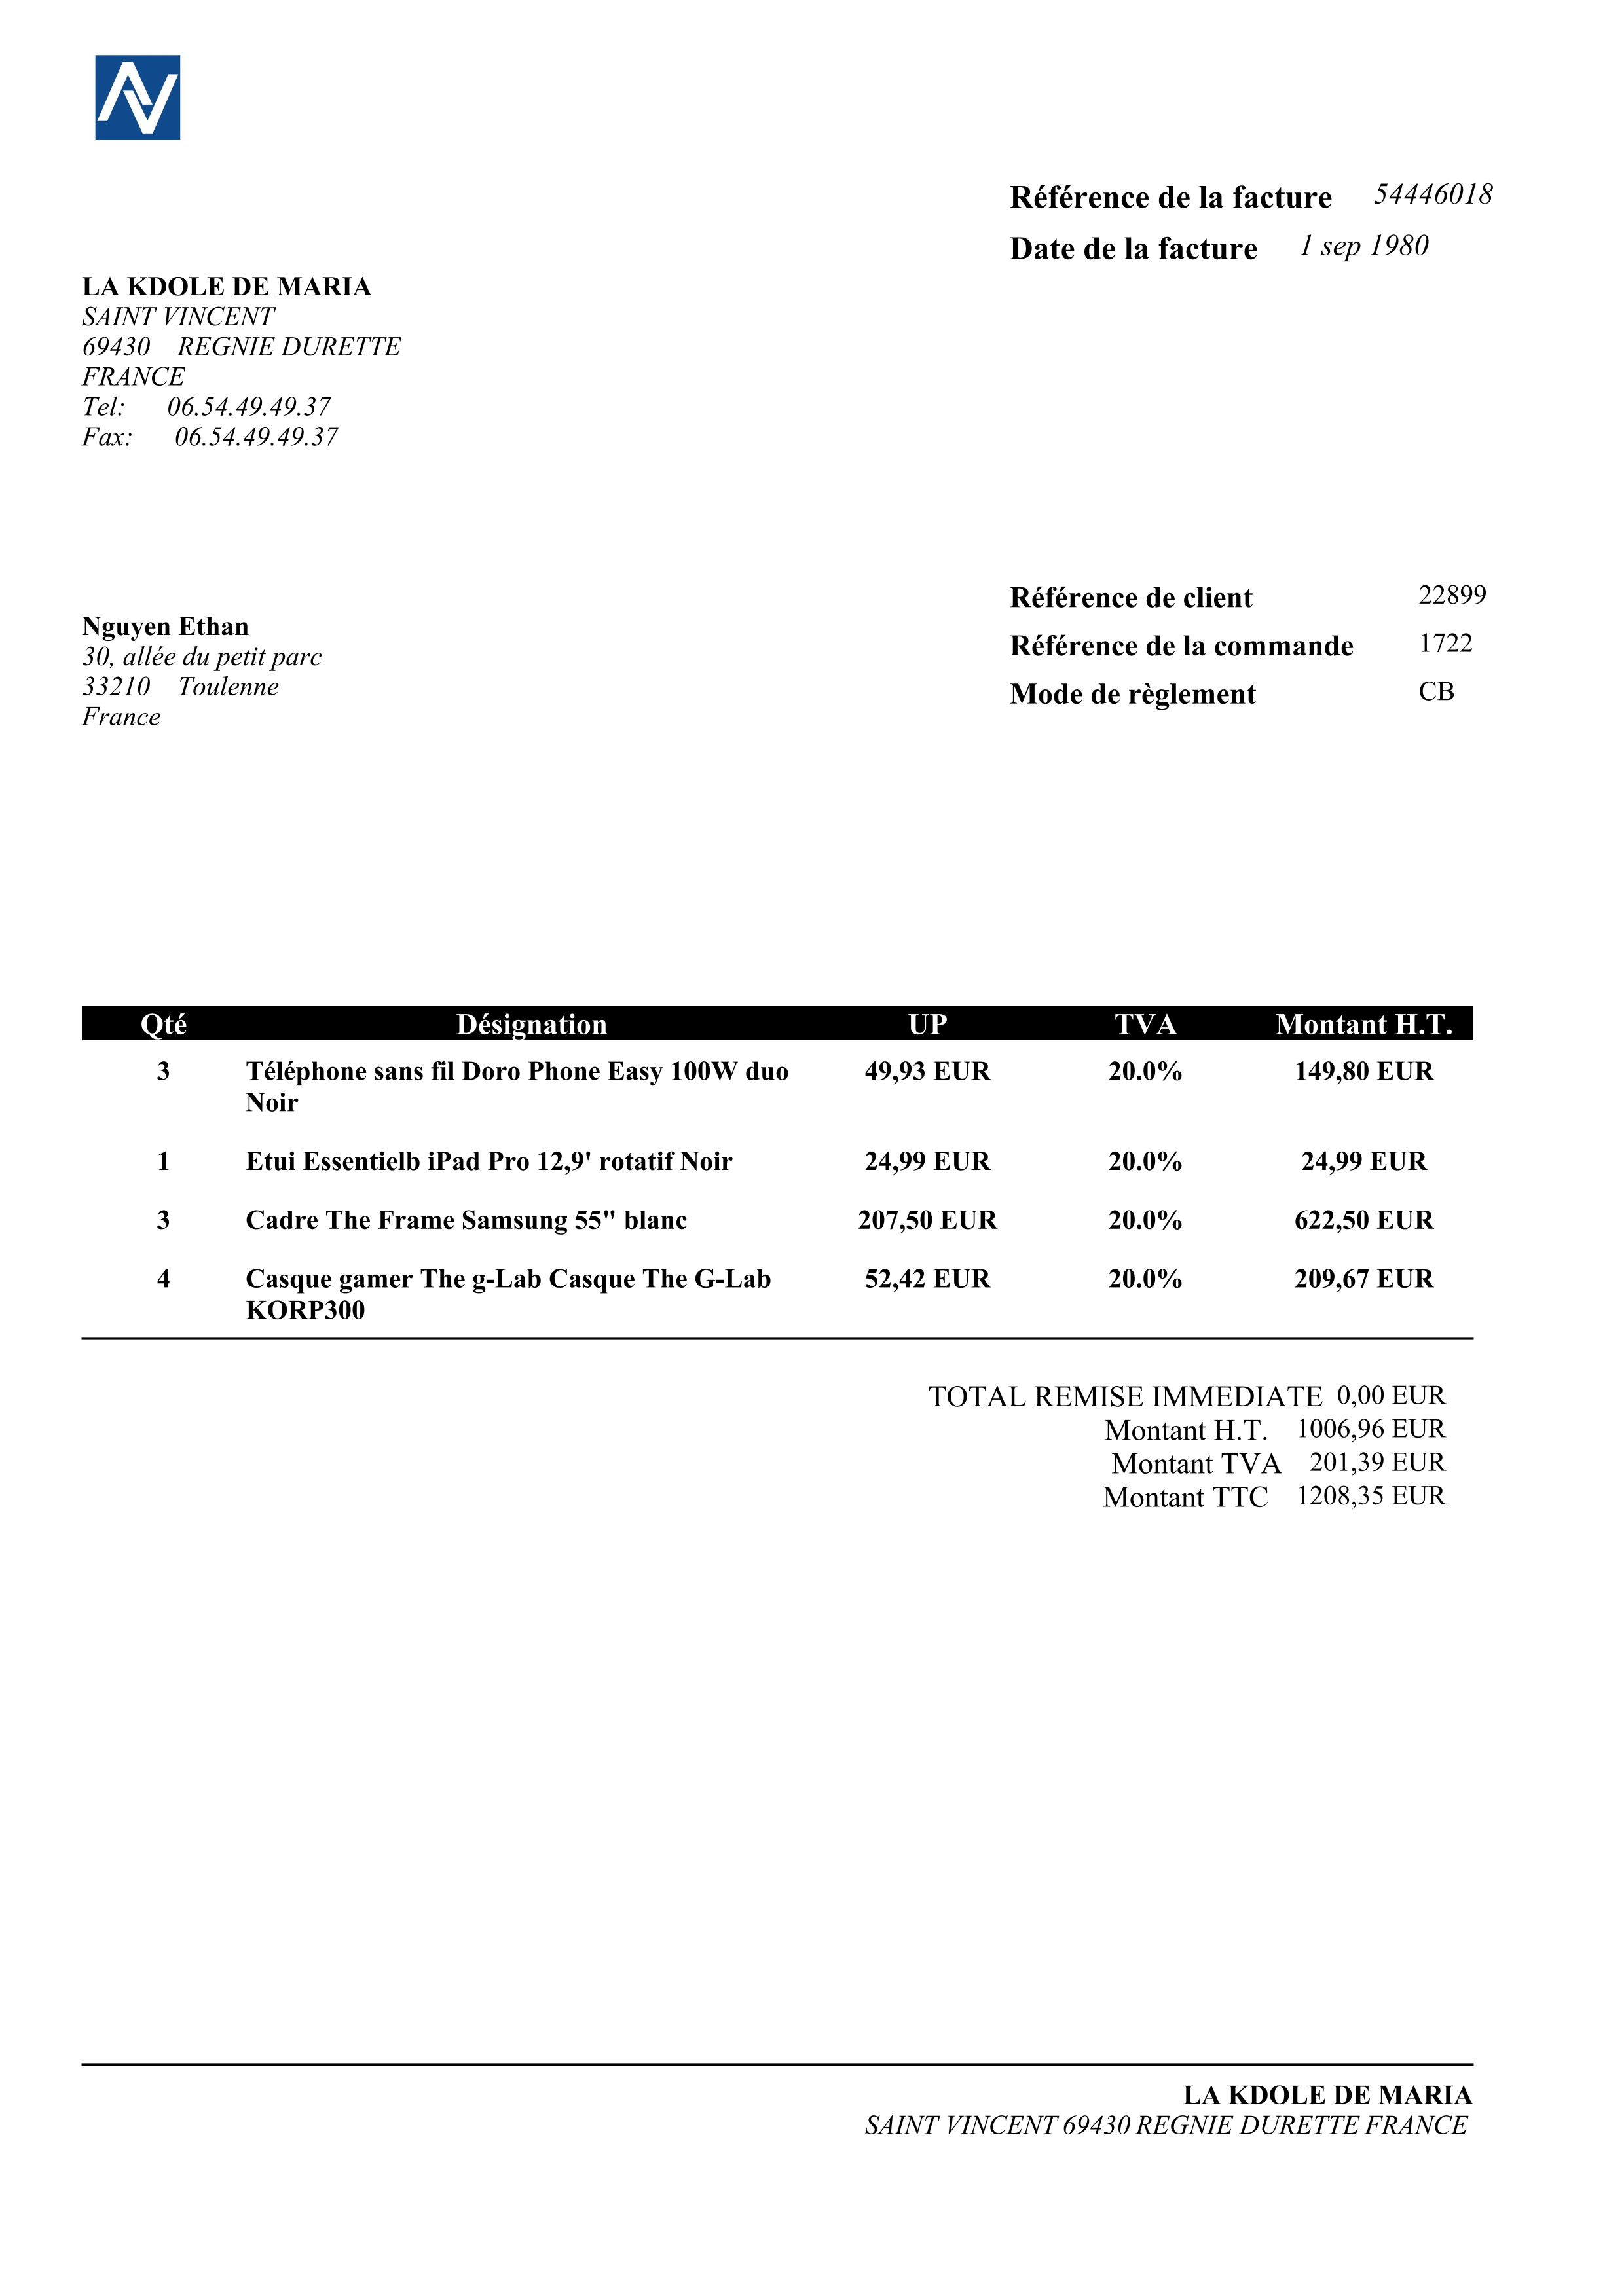 Référence de la facture 54446018
Date de la facture 1 sep 1980
LA KDOLE DE MARIA
SAINT VINCENT
69430 REGNIE DURETTE
FRANCE
Tel: 06.54.49.49.37
Fax: 06.54.49.49.37
Référence de client 22899
Référence de la commande 1722
Mode de règlement CB
Nguyen Ethan
30, allée du petit parc
33210 Toulenne
France
Qté Désignation UP TVA Montant H.T.
3 Téléphone sans fil Doro Phone Easy 100W duo 49,93 EUR 20.0% 149,80 EUR
Noir
1 Etui Essentielb iPad Pro 12,9' rotatif Noir 24,99 EUR 20.0% 24,99 EUR
3 Cadre The Frame Samsung 55" blanc 207,50 EUR 20.0% 622,50 EUR
4 Casque gamer The g-Lab Casque The G-Lab 52,42 EUR 20.0% 209,67 EUR
KORP300
TOTAL REMISE IMMEDIATE 0,00 EUR
Montant H.T. 1006,96 EUR
Montant TVA 201,39 EUR
Montant TTC 1208,35 EUR
LA KDOLE DE MARIA
SAINT VINCENT 69430 REGNIE DURETTE FRANCE